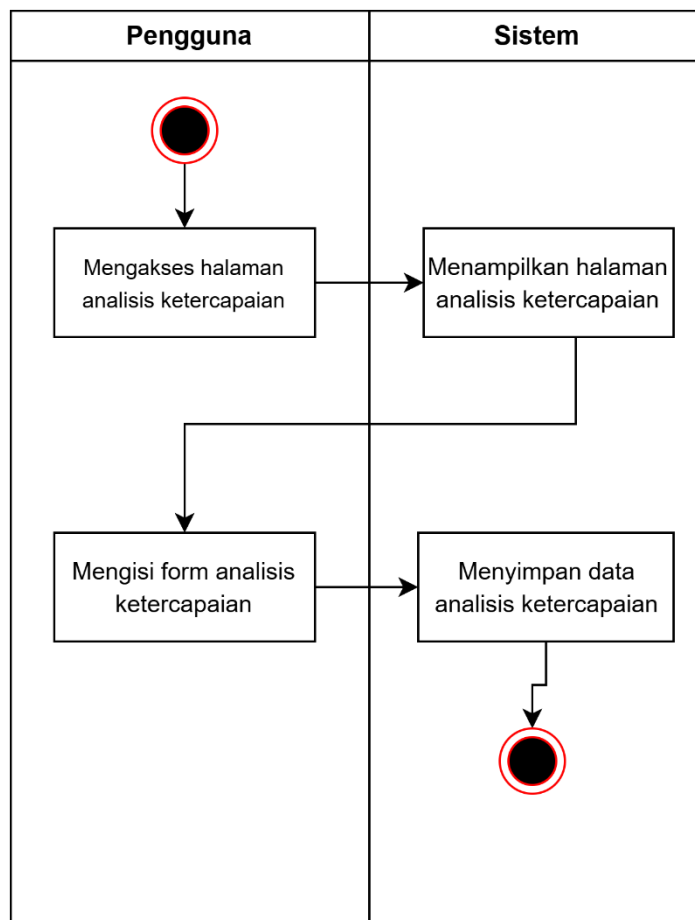 Pengguna
Sistem
Mengakses halaman
analisis ketercapaian
Menampilkan halaman
analisis ketercapaian
Mengisi form analisis
ketercapaian
Menyimpan data
analisis ketercapaian